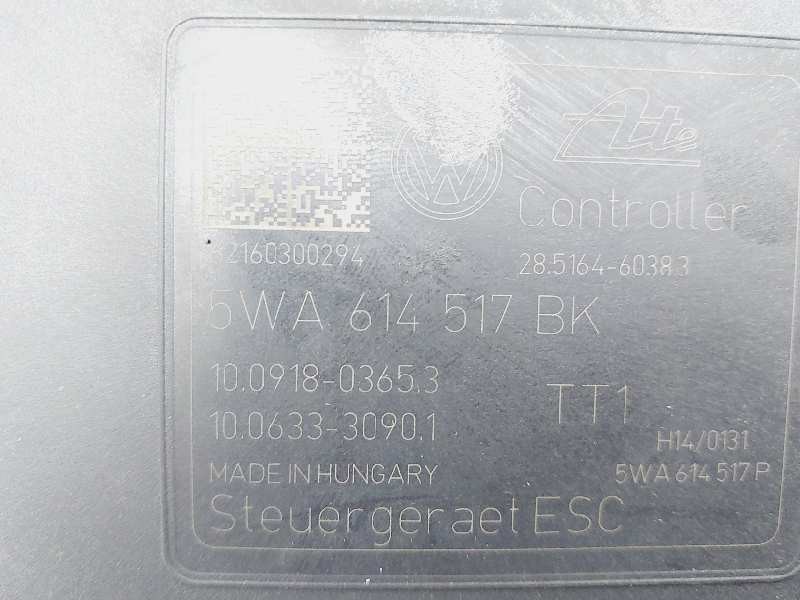 Ate
Controller
2160300294 28.5164-6038.3
5WA 614 517 BK
10.0918-0365.3
10.0633-3090.1
TT1
H14/0131
MADE IN HUNGARY 5WA 614 517 P
Steuergeraet ESC